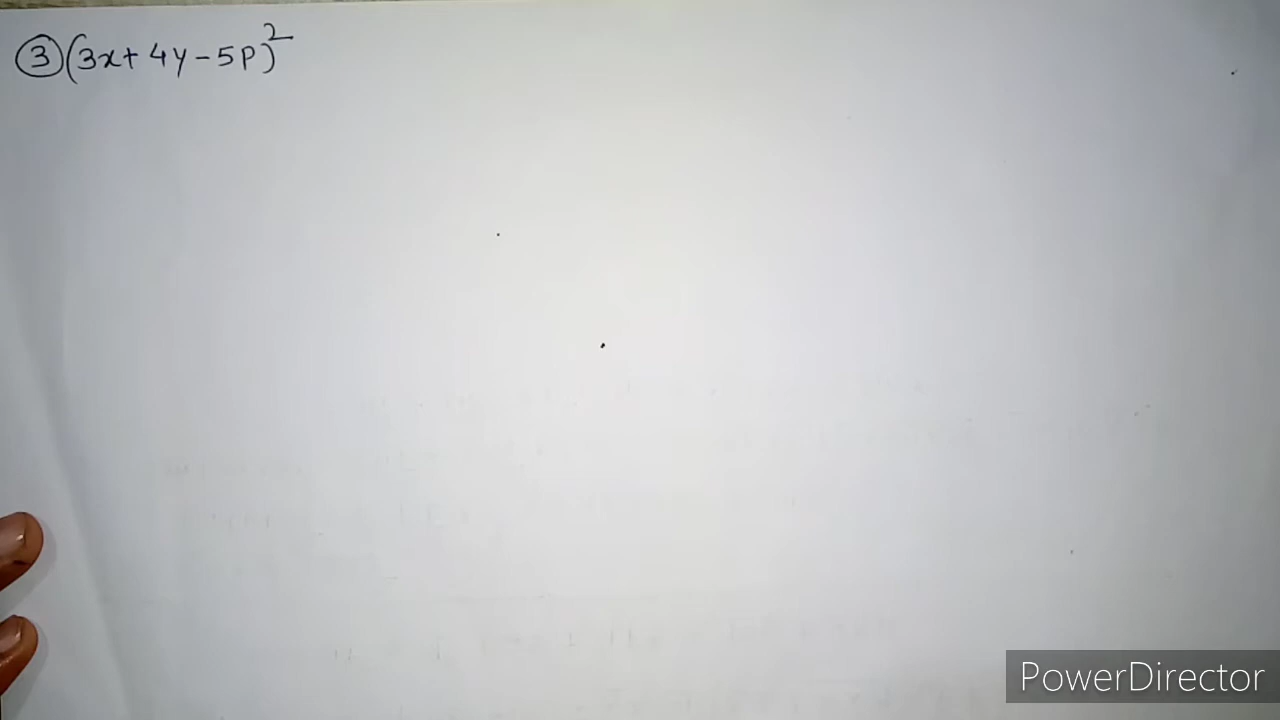 ③ (3x + 4y - 5p)²
PowerDirector